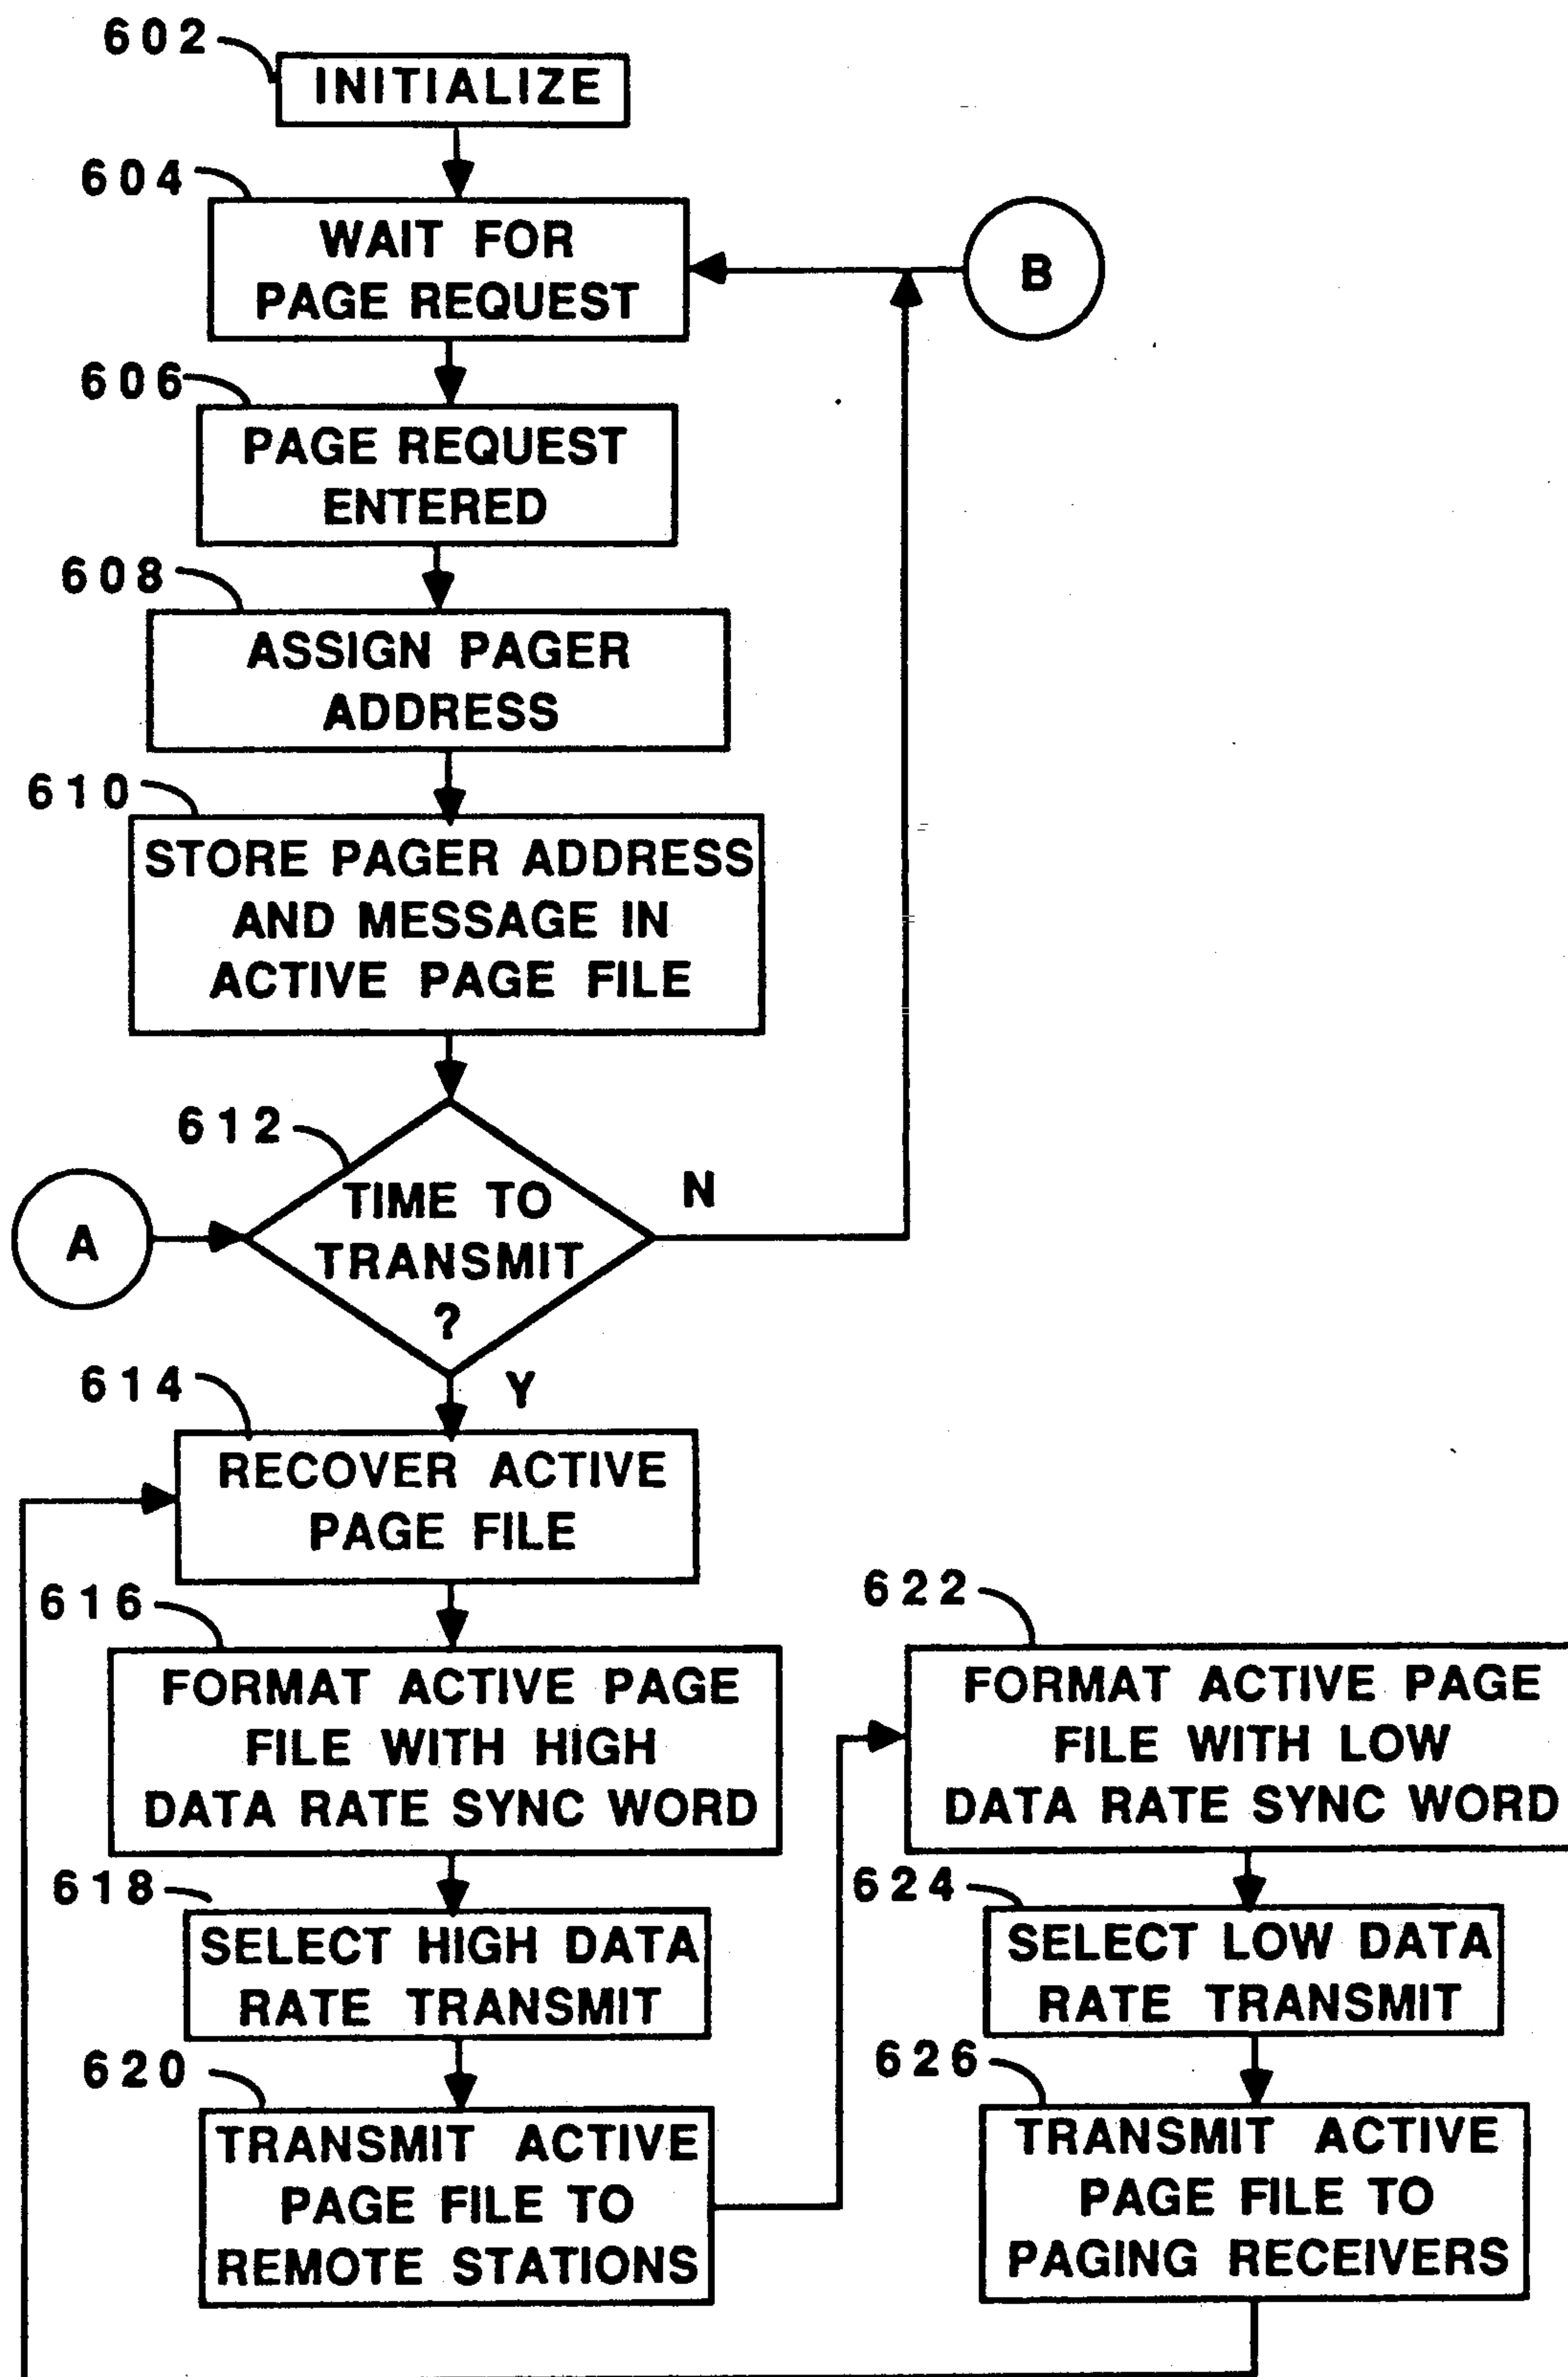 602
INITIALIZE
604
WAIT FOR
PAGE REQUEST
B
606
PAGE REQUEST
ENTERED
608
ASSIGN PAGER
ADDRESS
610
STORE PAGER ADDRESS
AND MESSAGE IN
ACTIVE PAGE FILE
612
TIME TO
TRANSMIT
?
N
A
Y
614
RECOVER ACTIVE
PAGE FILE
616
FORMAT ACTIVE PAGE
FILE WITH HIGH
DATA RATE SYNC WORD
618
SELECT HIGH DATA
RATE TRANSMIT
620
TRANSMIT ACTIVE
PAGE FILE TO
REMOTE STATIONS
622
FORMAT ACTIVE PAGE
FILE WITH LOW
DATA RATE SYNC WORD
624
SELECT LOW DATA
RATE TRANSMIT
626
TRANSMIT ACTIVE
PAGE FILE TO
PAGING RECEIVERS